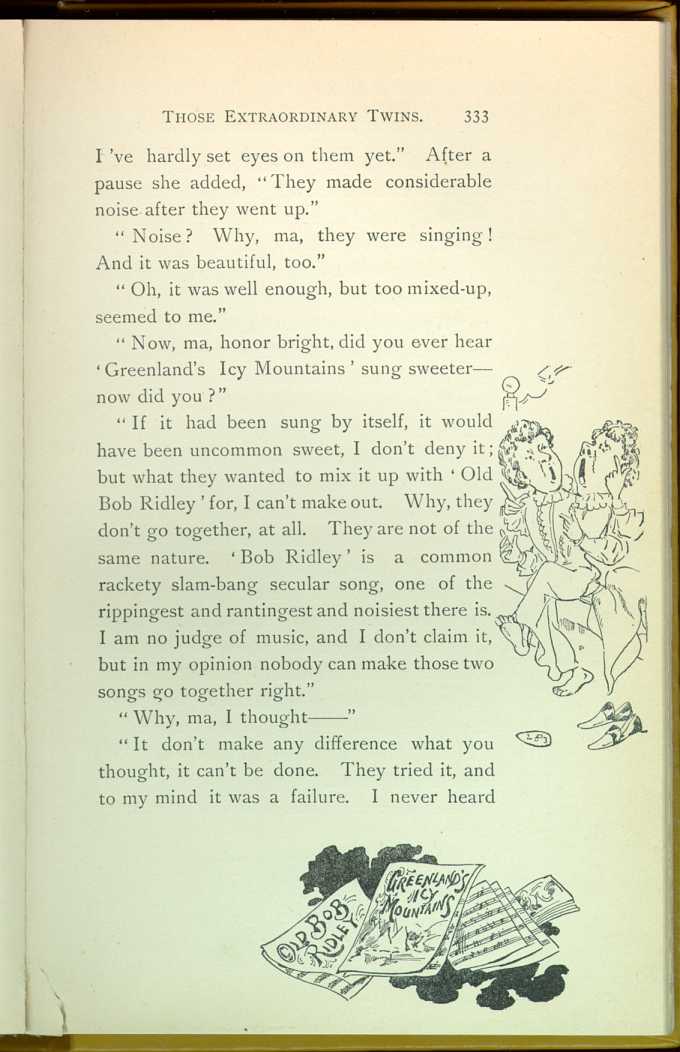 THOSE EXTRAORDINARY TWINS. 333
I 've hardly set eyes on them yet." After a
pause she added, "They made considerable
noise after they went up."
"Noise? Why, ma, they were singing!
And it was beautiful, too."
"Oh, it was well enough, but too mixed-up,
seemed to me."
"Now, ma, honor bright, did you ever hear
'Greenland's Icy Mountains' sung sweeter—
now did you?"
"If it had been sung by itself, it would
have been uncommon sweet, I don't deny it;
but what they wanted to mix it up with 'Old
Bob Ridley' for, I can't make out. Why, they
don't go together, at all. They are not of the
same nature. 'Bob Ridley' is a common
rackety slam-bang secular song, one of the
rippingest and rantingest and noisiest there is.
I am no judge of music, and I don't claim it,
but in my opinion nobody can make those two
songs go together right."
"Why, ma, I thought——"
"It don't make any difference what you
thought, it can't be done. They tried it, and
to my mind it was a failure. I never heard
GREENLAND'S
ICY
MOUNTAINS
OLD BOB
RIDLEY